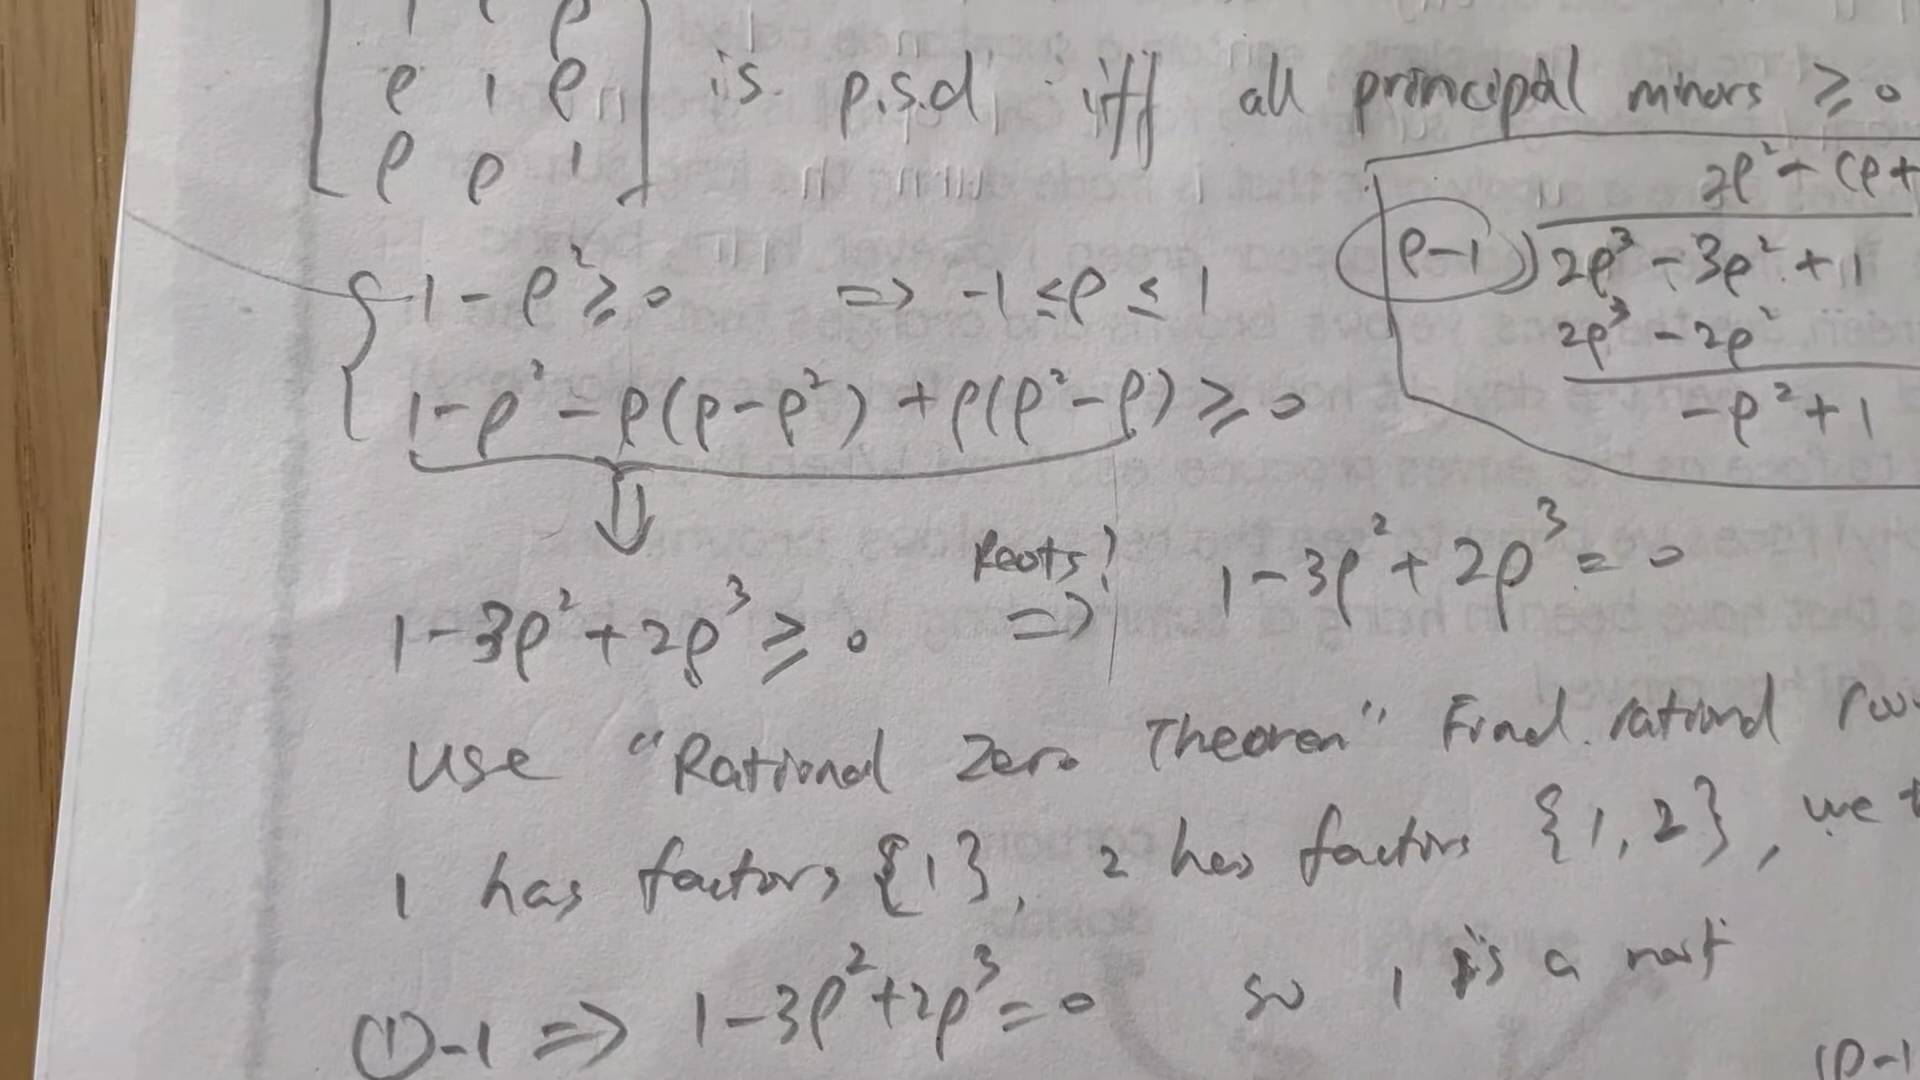 ρ 1 ρ
ρ ρ 1
is p.s.d iff all principal minors ≥ 0
1 - ρ² ≥ 0 ⇒ -1 ≤ ρ ≤ 1
1 - ρ² - ρ(ρ - ρ²) + ρ(ρ² - ρ) ≥ 0
2ρ² - (ρ +
ρ-1 ) 2ρ³ - 3ρ² + 1
2ρ³ - 2ρ²
-ρ² + 1
⇓
1 - 3ρ² + 2ρ³ ≥ 0 Roots? ⇒ 1 - 3ρ² + 2ρ³ = 0
Use "Rational Zero Theorem" Find rational
1 has factors {1}, 2 has factors {1, 2}, we
① -1 ⇒ 1 - 3ρ² + 2ρ³ = 0 so 1 is a root
(ρ-1